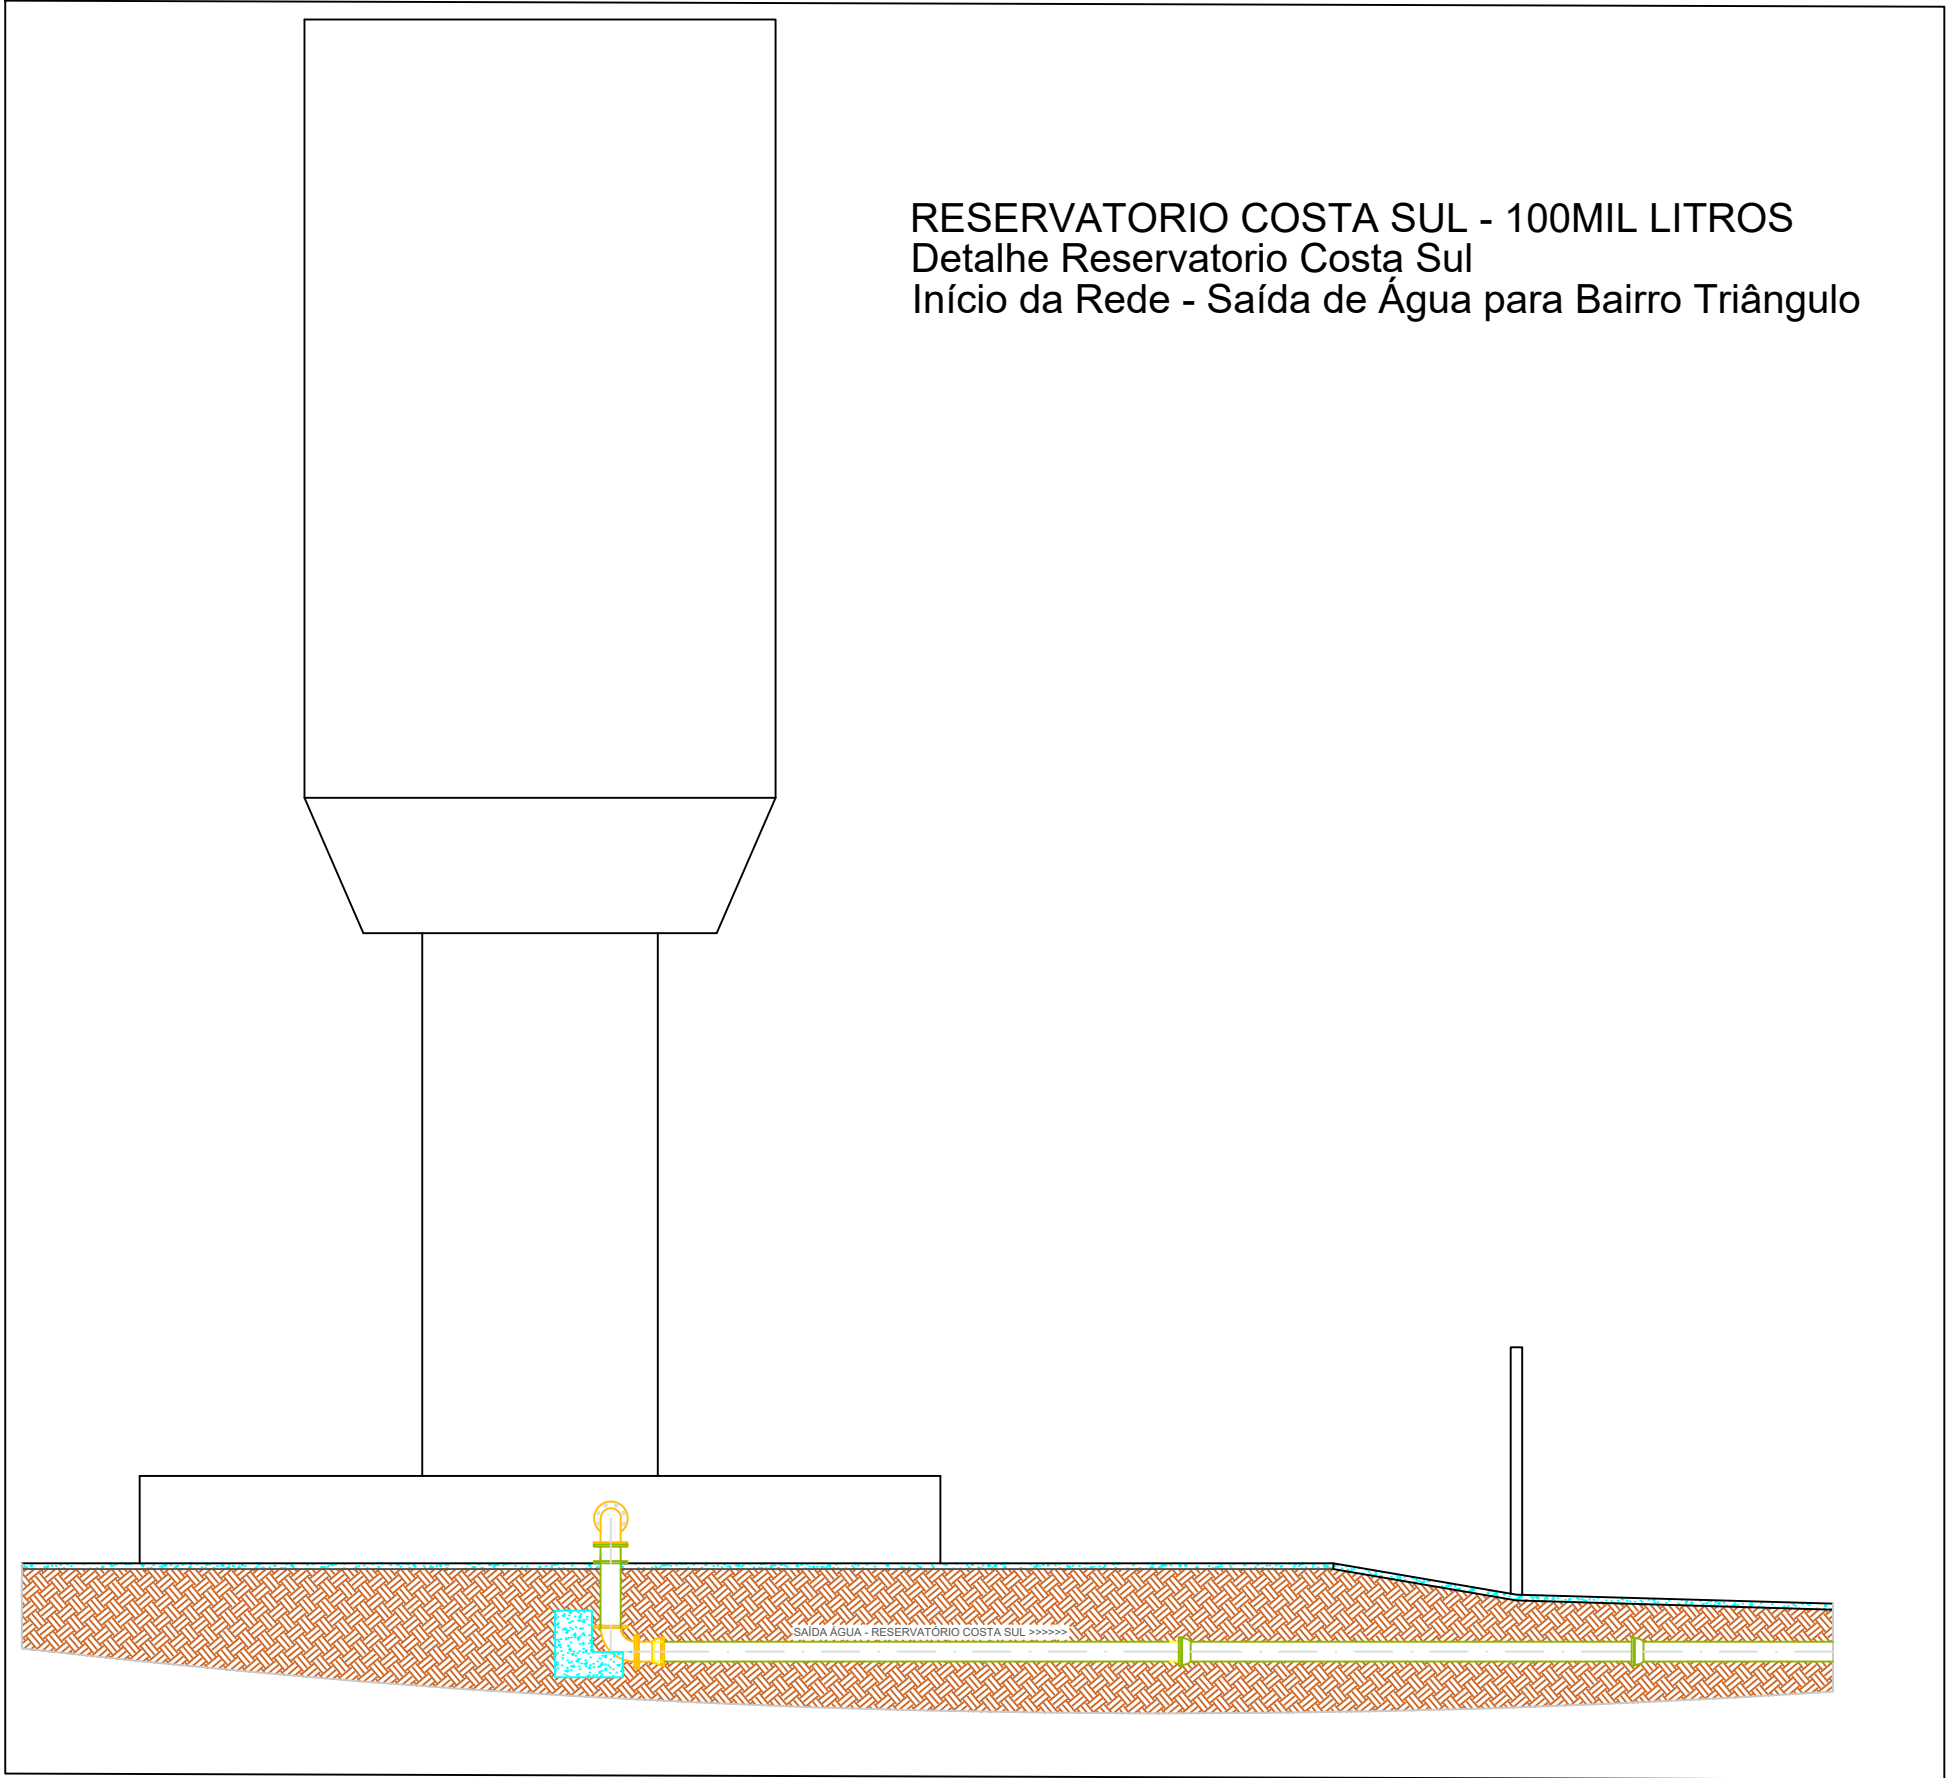 RESERVATORIO COSTA SUL - 100MIL LITROS
Detalhe Reservatorio Costa Sul
Início da Rede - Saída de Água para Bairro Triângulo
SAÍDA ÁGUA - RESERVATÓRIO COSTA SUL >>>>>>